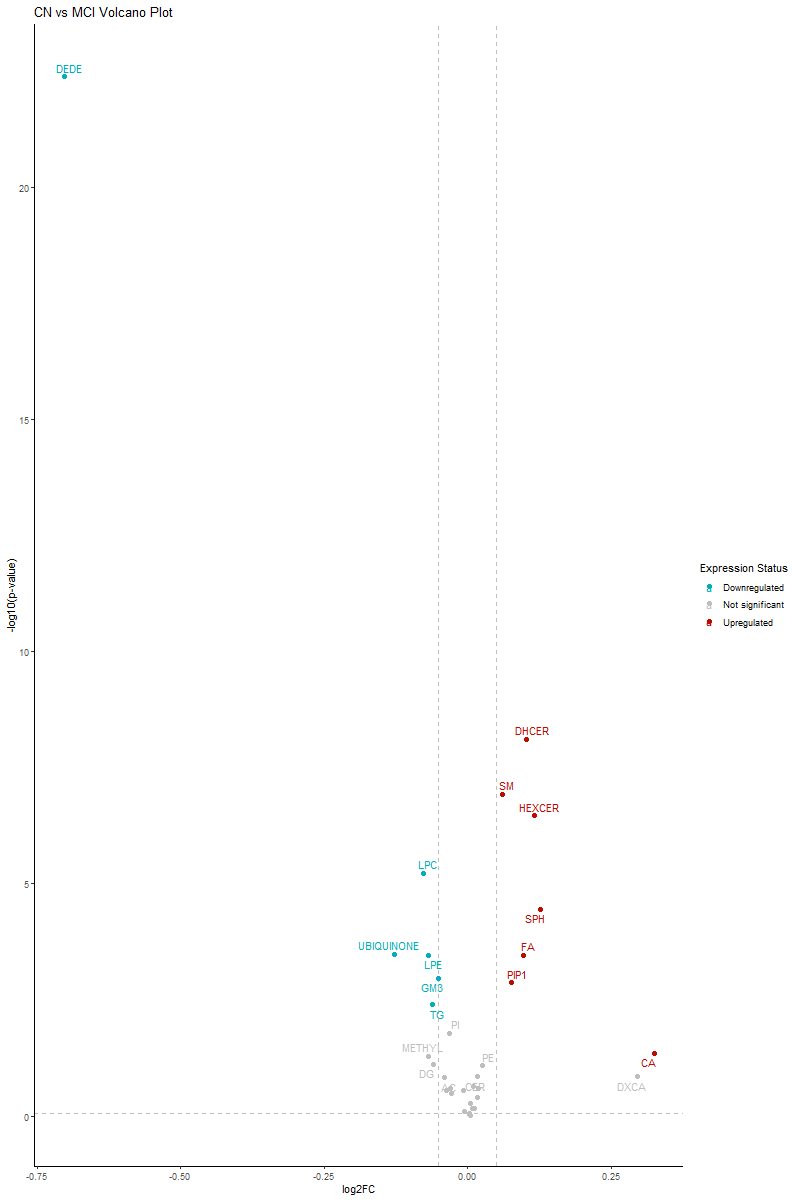 CN vs MCI Volcano Plot
DEDE
20
15
-log10(p-value)
Expression Status
Downregulated
Not significant
Upregulated
10
DHCER
SM
HEXCER
LPC
5
SPH
UBIQUINONE
FA
LPE
PIP1
GM3
TG
PI
METHYL
PE
CA
DG
AC
CER
DXCA
0
-0.75
-0.50
-0.25
0.00
0.25
log2FC